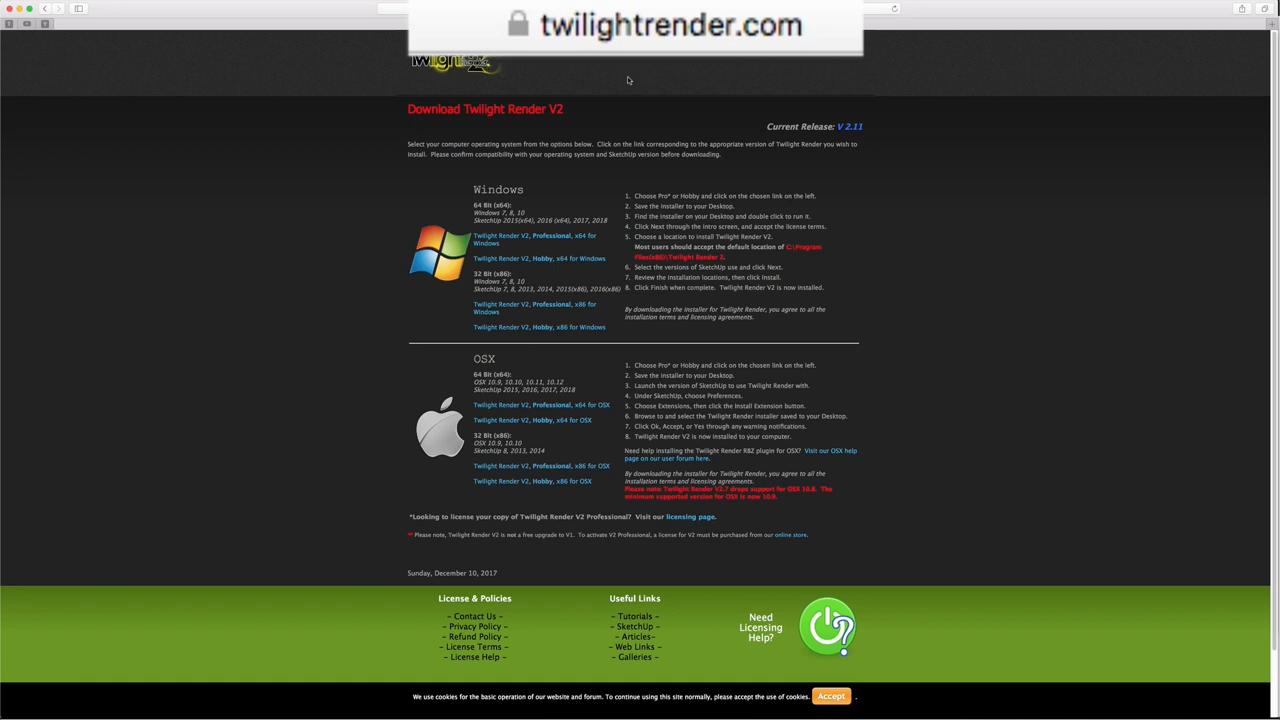 twilightrender.com
Twilight
Download Twilight Render V2
Current Release: V 2.11
Select your computer operating system from the options below. Click on the link corresponding to the appropriate version of Twilight Render you wish to
install. Please confirm compatibility with your operating system and SketchUp version before downloading.
Windows
64 Bit (x64):
Windows 7, 8, 10
SketchUp 2015(x64), 2016 (x64), 2017, 2018
Twilight Render V2, Professional, x64 for
Windows
Twilight Render V2, Hobby, x64 for Windows
32 Bit (x86):
Windows 7, 8, 10
SketchUp 7, 8, 2013, 2014, 2015(x86), 2016(x86)
Twilight Render V2, Professional, x86 for
Windows
Twilight Render V2, Hobby, x86 for Windows
1. Choose Pro* or Hobby and click on the chosen link on the left.
2. Save the installer to your Desktop.
3. Find the installer on your Desktop and double click to run it.
4. Click Next through the intro screen, and accept the license terms.
5. Choose a location to install Twilight Render V2.
Most users should accept the default location of C:\Program
Files(x86)\Twilight Render 2.
6. Select the versions of SketchUp use and click Next.
7. Review the installation locations, then click Install.
8. Click Finish when complete. Twilight Render V2 is now installed.
By downloading the installer for Twilight Render, you agree to all the
installation terms and licensing agreements.
OSX
64 Bit (x64):
OSX 10.9, 10.10, 10.11, 10.12
SketchUp 2015, 2016, 2017, 2018
Twilight Render V2, Professional, x64 for OSX
Twilight Render V2, Hobby, x64 for OSX
32 Bit (x86):
OSX 10.9, 10.10
SketchUp 8, 2013, 2014
Twilight Render V2, Professional, x86 for OSX
Twilight Render V2, Hobby, x86 for OSX
1. Choose Pro* or Hobby and click on the chosen link on the left.
2. Save the installer to your Desktop.
3. Launch the version of SketchUp to use Twilight Render with.
4. Under SketchUp, choose Preferences.
5. Choose Extensions, then click the Install Extension button.
6. Browse to and select the Twilight Render installer saved to your Desktop.
7. Click Ok, Accept, or Yes through any warning notifications.
8. Twilight Render V2 is now installed to your computer.
Need help installing the Twilight Render RBZ plugin for OSX? Visit our OSX help
page on our user forum here.
By downloading the installer for Twilight Render, you agree to all the
installation terms and licensing agreements.
Please note: Twilight Render V2.7 drops support for OSX 10.8. The
minimum supported version for OSX is now 10.9.
*Looking to license your copy of Twilight Render V2 Professional? Visit our licensing page.
** Please note, Twilight Render V2 is not a free upgrade to V1. To activate V2 Professional, a license for V2 must be purchased from our online store.
Sunday, December 10, 2017
License & Policies
- Contact Us -
- Privacy Policy -
- Refund Policy -
- License Terms -
- License Help -
Useful Links
- Tutorials -
- SketchUp -
- Articles-
- Web Links -
- Galleries -
Need
Licensing
Help?
We use cookies for the basic operation of our website and forum. To continue using this site normally, please accept the use of cookies. Accept .